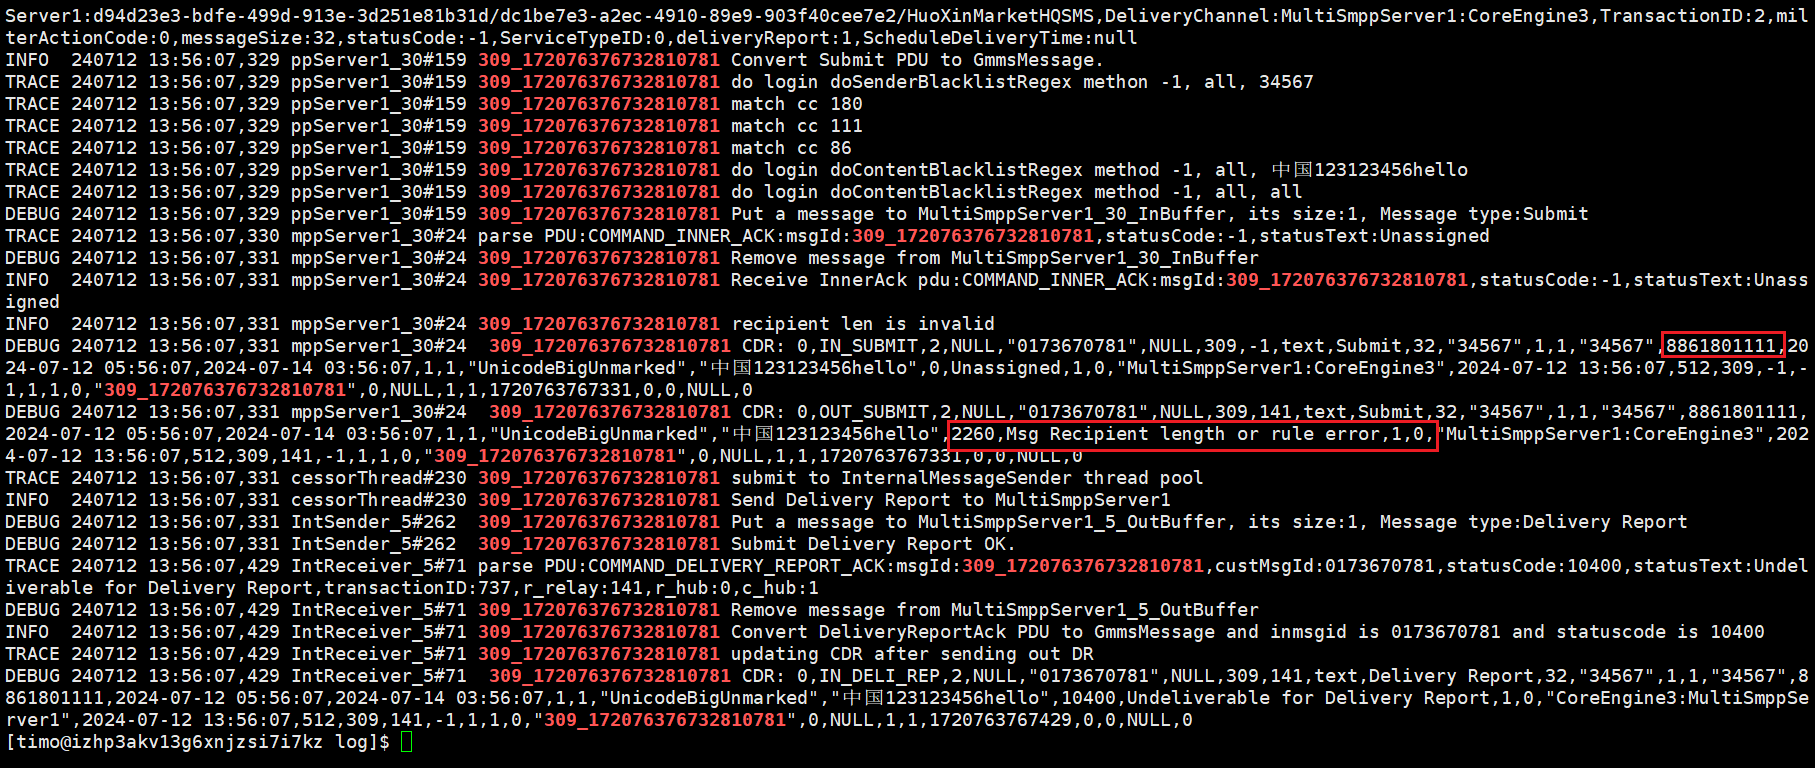 Server1:d94d23e3-bdfe-499d-913e-3d251e81b31d/dc1be7e3-a2ec-4910-89e9-903f40cee7e2/HuoXinMarketHQSMS,DeliveryChannel:MultiSmppServer1:CoreEngine3,TransactionID:2,mil
terActionCode:0,messageSize:32,statusCode:-1,ServiceTypeID:0,deliveryReport:1,ScheduleDeliveryTime:null
INFO  240712 13:56:07,329 ppServer1_30#159 309_172076376732810781 Convert Submit PDU to GmmsMessage.
TRACE 240712 13:56:07,329 ppServer1_30#159 309_172076376732810781 do login doSenderBlacklistRegex methon -1, all, 34567
TRACE 240712 13:56:07,329 ppServer1_30#159 309_172076376732810781 match cc 180
TRACE 240712 13:56:07,329 ppServer1_30#159 309_172076376732810781 match cc 111
TRACE 240712 13:56:07,329 ppServer1_30#159 309_172076376732810781 match cc 86
TRACE 240712 13:56:07,329 ppServer1_30#159 309_172076376732810781 do login doContentBlacklistRegex method -1, all, 中国123123456hello
TRACE 240712 13:56:07,329 ppServer1_30#159 309_172076376732810781 do login doContentBlacklistRegex method -1, all, all
DEBUG 240712 13:56:07,329 ppServer1_30#159 309_172076376732810781 Put a message to MultiSmppServer1_30_InBuffer, its size:1, Message type:Submit
TRACE 240712 13:56:07,330 mppServer1_30#24 parse PDU:COMMAND_INNER_ACK:msgId:309_172076376732810781,statusCode:-1,statusText:Unassigned
DEBUG 240712 13:56:07,331 mppServer1_30#24 309_172076376732810781 Remove message from MultiSmppServer1_30_InBuffer
INFO  240712 13:56:07,331 mppServer1_30#24 309_172076376732810781 Receive InnerAck pdu:COMMAND_INNER_ACK:msgId:309_172076376732810781,statusCode:-1,statusText:Unass
igned
INFO  240712 13:56:07,331 mppServer1_30#24 309_172076376732810781 recipient len is invalid
DEBUG 240712 13:56:07,331 mppServer1_30#24  309_172076376732810781 CDR: 0,IN_SUBMIT,2,NULL,"0173670781",NULL,309,-1,text,Submit,32,"34567",1,1,"34567",8861801111,20
24-07-12 05:56:07,2024-07-14 03:56:07,1,1,"UnicodeBigUnmarked","中国123123456hello",0,Unassigned,1,0,"MultiSmppServer1:CoreEngine3",2024-07-12 13:56:07,512,309,-1,-
1,1,1,0,"309_172076376732810781",0,NULL,1,1,1720763767331,0,0,NULL,0
DEBUG 240712 13:56:07,331 mppServer1_30#24  309_172076376732810781 CDR: 0,OUT_SUBMIT,2,NULL,"0173670781",NULL,309,141,text,Submit,32,"34567",1,1,"34567",8861801111,
2024-07-12 05:56:07,2024-07-14 03:56:07,1,1,"UnicodeBigUnmarked","中国123123456hello",2260,Msg Recipient length or rule error,1,0,"MultiSmppServer1:CoreEngine3",202
4-07-12 13:56:07,512,309,141,-1,1,1,0,"309_172076376732810781",0,NULL,1,1,1720763767331,0,0,NULL,0
TRACE 240712 13:56:07,331 cessorThread#230 309_172076376732810781 submit to InternalMessageSender thread pool
INFO  240712 13:56:07,331 cessorThread#230 309_172076376732810781 Send Delivery Report to MultiSmppServer1
DEBUG 240712 13:56:07,331 IntSender_5#262  309_172076376732810781 Put a message to MultiSmppServer1_5_OutBuffer, its size:1, Message type:Delivery Report
DEBUG 240712 13:56:07,331 IntSender_5#262  309_172076376732810781 Submit Delivery Report OK.
TRACE 240712 13:56:07,429 IntReceiver_5#71 parse PDU:COMMAND_DELIVERY_REPORT_ACK:msgId:309_172076376732810781,custMsgId:0173670781,statusCode:10400,statusText:Undel
iverable for Delivery Report,transactionID:737,r_relay:141,r_hub:0,c_hub:1
DEBUG 240712 13:56:07,429 IntReceiver_5#71 309_172076376732810781 Remove message from MultiSmppServer1_5_OutBuffer
INFO  240712 13:56:07,429 IntReceiver_5#71 309_172076376732810781 Convert DeliveryReportAck PDU to GmmsMessage and inmsgid is 0173670781 and statuscode is 10400
TRACE 240712 13:56:07,429 IntReceiver_5#71 309_172076376732810781 updating CDR after sending out DR
DEBUG 240712 13:56:07,429 IntReceiver_5#71  309_172076376732810781 CDR: 0,IN_DELI_REP,2,NULL,"0173670781",NULL,309,141,text,Delivery Report,32,"34567",1,1,"34567",8
861801111,2024-07-12 05:56:07,2024-07-14 03:56:07,1,1,"UnicodeBigUnmarked","中国123123456hello",10400,Undeliverable for Delivery Report,1,0,"CoreEngine3:MultiSmppSe
rver1",2024-07-12 13:56:07,512,309,141,-1,1,1,0,"309_172076376732810781",0,NULL,1,1,1720763767429,0,0,NULL,0
[timo@izhp3akv13g6xnjzsi7i7kz log]$